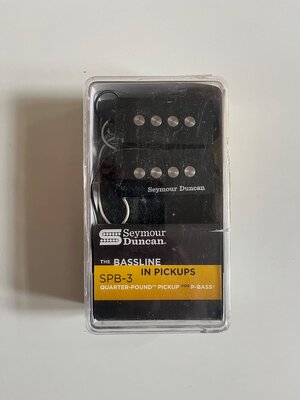 Seymour Duncan
Seymour
Duncan.
THE BASSLINE
IN PICKUPS
SPB-3
QUARTER-POUND™ PICKUP FOR P-BASS®